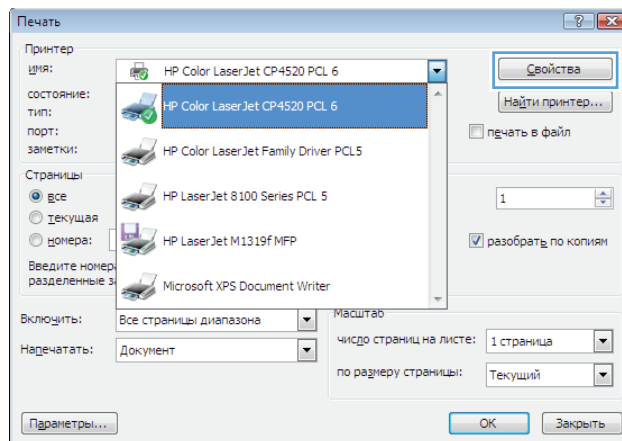 Печать
Принтер
имя: HP Color LaserJet CP4520 PCL 6 Свойства
состояние: HP Color LaserJet CP4520 PCL 6 Найти принтер...
тип:
порт: HP Color LaserJet Family Driver PCL5 печать в файл
заметки:
Страницы
все HP LaserJet 8100 Series PCL 5 1
текущая
номера: HP LaserJet M1319f MFP разобрать по копиям
Введите
разделенные Microsoft XPS Document Writer
Включить: Все страницы диапазона Масштаб
Напечатать: Документ число страниц на листе: 1 страница
по размеру страницы: Текущий
Параметры... OK Закрыть